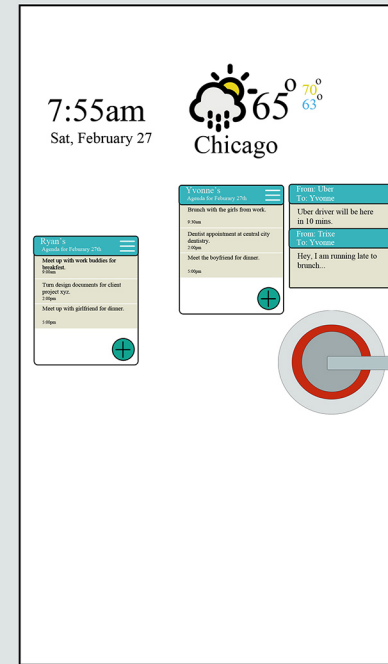 7:55am
Sat, February 27
65°
70°
63°
Chicago
Yvonne's
Agenda for February 27th
Brunch with the girls from work.
9:30am
Dentist appointment at central city
dentistry.
2:00pm
Meet the boyfriend for dinner.
5:00pm
From: Uber
To: Yvonne
Uber driver will be here
in 10 mins.
From: Trixe
To: Yvonne
Hey, I am running late to
brunch...
Ryan's
Agenda for February 27th
Meet up with work buddies for
breakfast.
Turn design documents for client
project xyz.
2:00pm
Meet up with girlfriend for dinner.
5:00pm